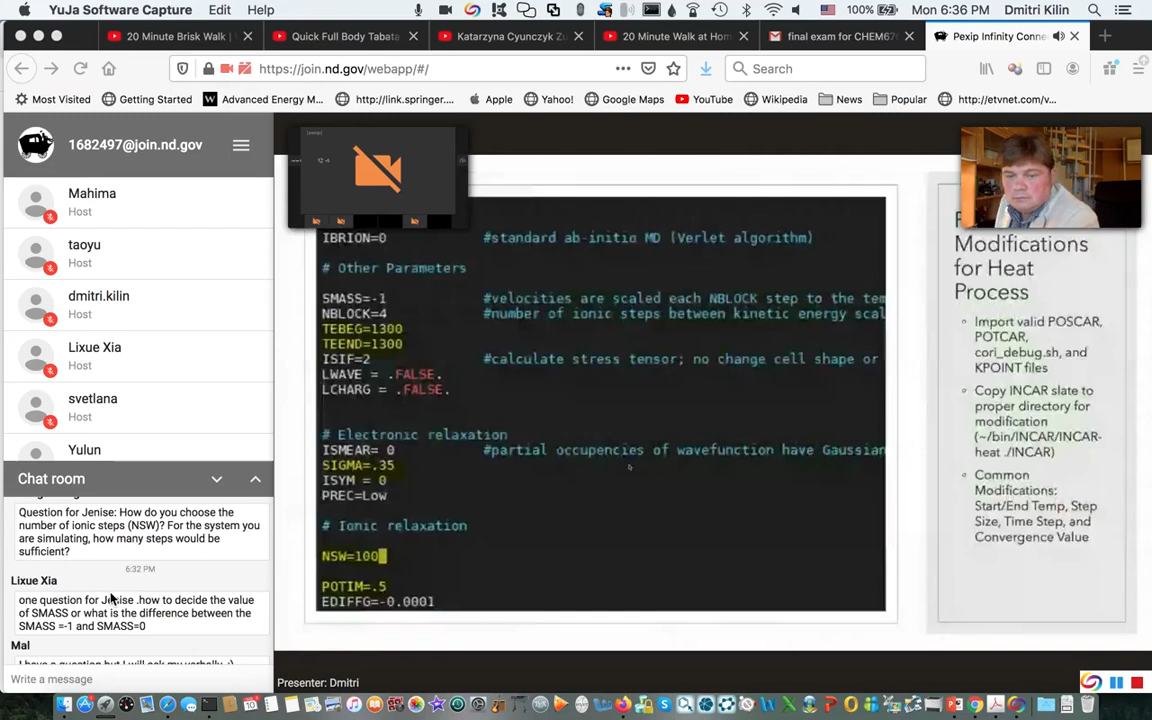 YuJa Software Capture Edit Help
100% Mon 6:36 PM Dmitri Kilin
20 Minute Brisk Walk |
Quick Full Body Tabata
Katarzyna Cyunczyk Zu
20 Minute Walk at Hom
final exam for CHEM67
Pexip Infinity Conne
https://join.nd.gov/webapp/#/
Search
Most Visited
Getting Started
Advanced Energy M...
http://link.springer....
Apple
Yahoo!
Google Maps
YouTube
Wikipedia
News
Popular
http://etvnet.com/v...
1682497@join.nd.gov
Mahima
Host
taoyu
Host
dmitri.kilin
Host
Lixue Xia
Host
svetlana
Host
Yulun
Chat room
Question for Jenise: How do you choose the
number of ionic steps (NSW)? For the system you
are simulating, how many steps would be
sufficient?
6:32 PM
Lixue Xia
one question for Jenise .how to decide the value
of SMASS or what is the difference between the
SMASS =-1 and SMASS=0
Mal
I have a question but I will ask my verbally :)
Write a message
IBRION=0 #standard ab-initio MD (Verlet algorithm)
# Other Parameters
SMASS=-1 #velocities are scaled each NBLOCK step to the tem
NBLOCK=4 #number of ionic steps between kinetic energy scal
TEBEG=1300
TEEND=1300
ISIF=2 #calculate stress tensor; no change cell shape or
LWAVE = .FALSE.
LCHARG = .FALSE.
# Electronic relaxation
ISMEAR= 0 #partial occupencies of wavefunction have Gaussian
SIGMA=.35
ISYM = 0
PREC=Low
# Ionic relaxation
NSW=100
POTIM=.5
EDIFFG=-0.0001
Modifications
for Heat
Process
Import valid POSCAR,
POTCAR,
cori_debug.sh, and
KPOINT files
Copy INCAR slate to
proper directory for
modification
(~/bin/INCAR/INCAR-
heat ./INCAR)
Common
Modifications:
Start/End Temp, Step
Size, Time Step, and
Convergence Value
Presenter: Dmitri